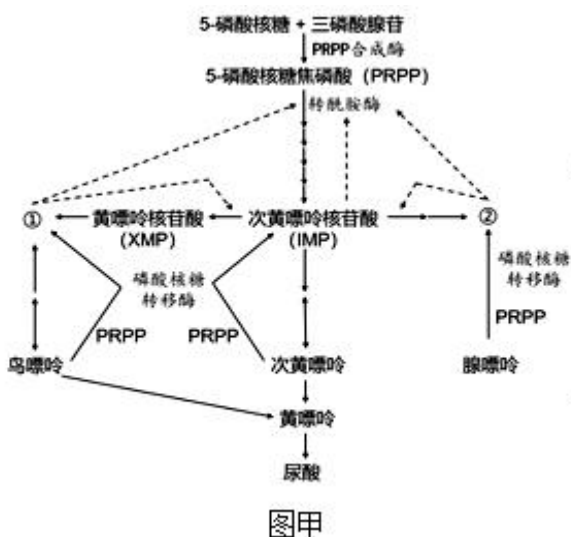 5-磷酸核糖 + 三磷酸腺苷
PRPP合成酶
5-磷酸核糖焦磷酸（PRPP）
转酰胺酶
① 黄嘌呤核苷酸 次黄嘌呤核苷酸 ②
(XMP) (IMP)
磷酸核糖 磷酸核糖
转移酶 转移酶
PRPP PRPP PRPP
鸟嘌呤 次黄嘌呤 腺嘌呤
黄嘌呤
尿酸
图甲